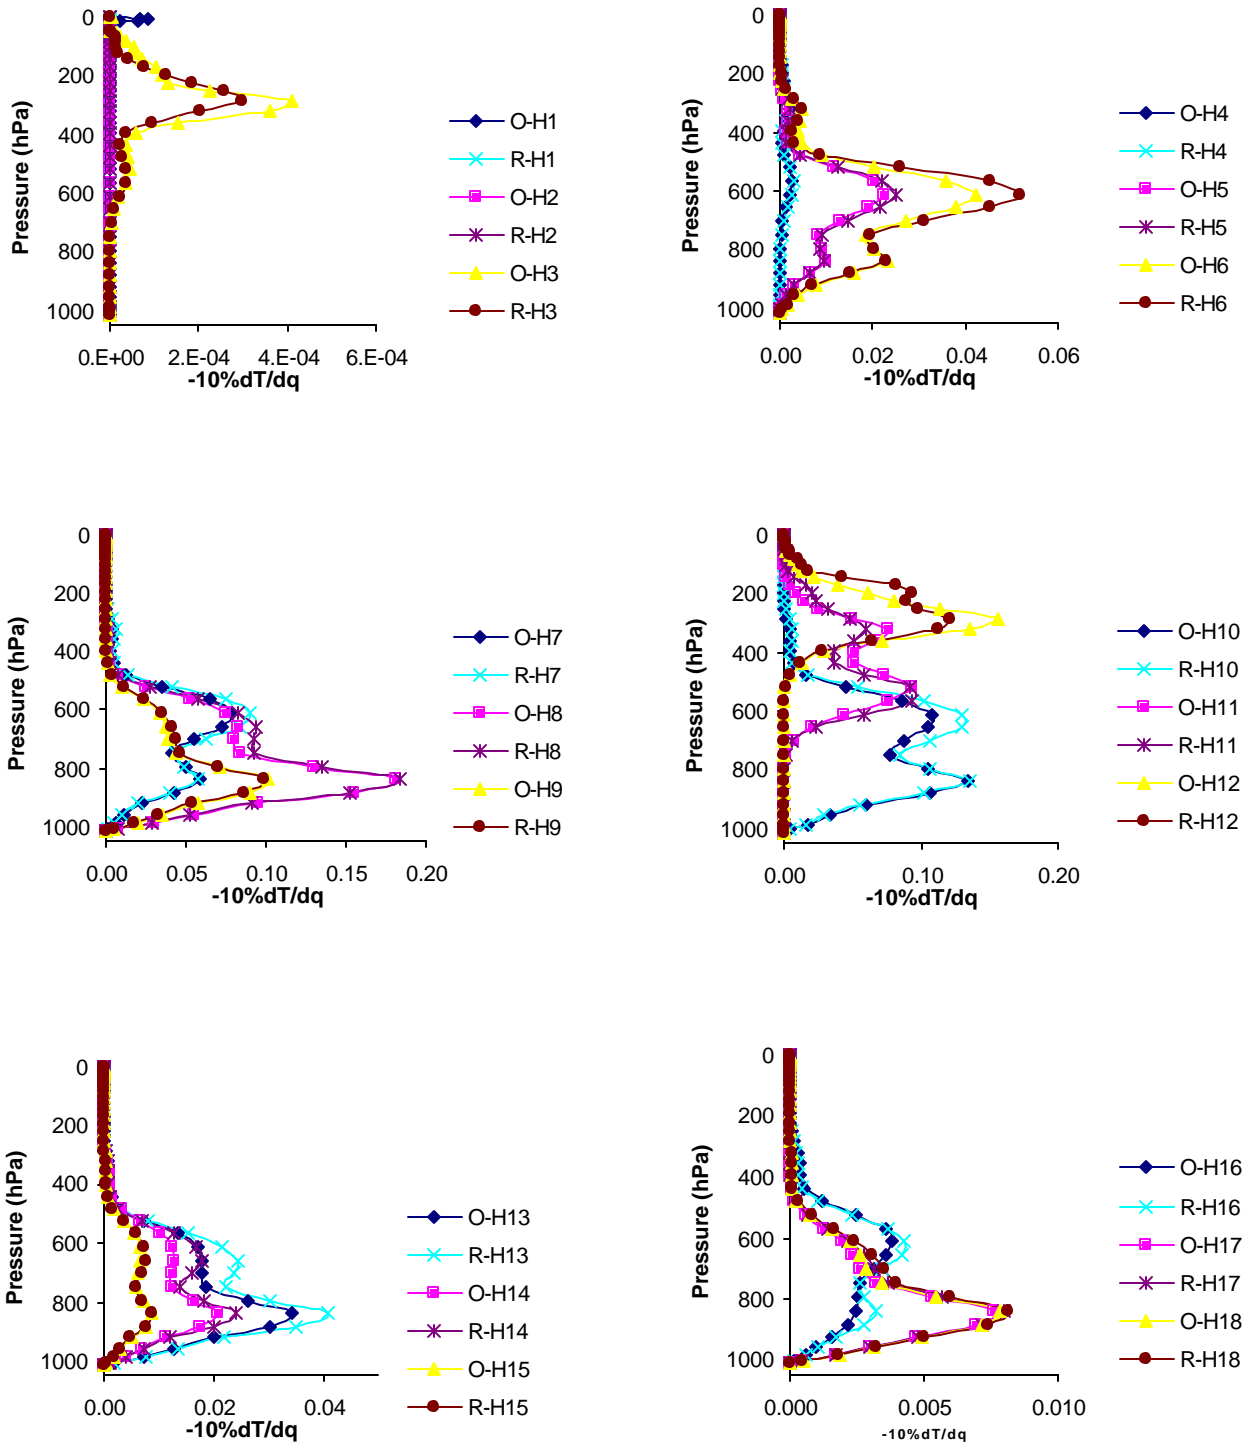 0
200
400
600
800
1000
Pressure (hPa)
0.E+00 2.E-04 4.E-04 6.E-04
-10%dT/dq
O-H1
R-H1
O-H2
R-H2
O-H3
R-H3
0
200
400
600
800
1000
Pressure (hPa)
0.00 0.02 0.04 0.06
-10%dT/dq
O-H4
R-H4
O-H5
R-H5
O-H6
R-H6
0
200
400
600
800
1000
Pressure (hPa)
0.00 0.05 0.10 0.15 0.20
-10%dT/dq
O-H7
R-H7
O-H8
R-H8
O-H9
R-H9
0
200
400
600
800
1000
Pressure (hPa)
0.00 0.10 0.20
-10%dT/dq
O-H10
R-H10
O-H11
R-H11
O-H12
R-H12
0
200
400
600
800
1000
Pressure (hPa)
0.00 0.02 0.04
-10%dT/dq
O-H13
R-H13
O-H14
R-H14
O-H15
R-H15
0
200
400
600
800
1000
Pressure (hPa)
0.000 0.005 0.010
-10%dT/dq
O-H16
R-H16
O-H17
R-H17
O-H18
R-H18